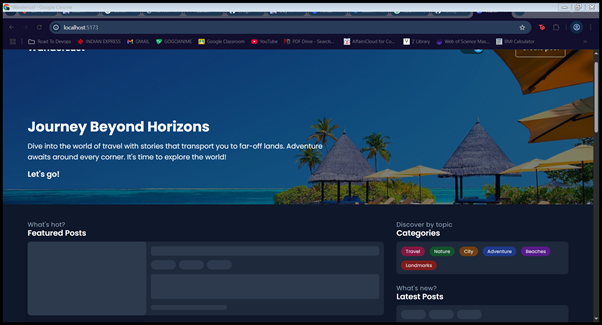 localhost:5173
Road To Devops
INDIAN EXPRESS
GMAIL
GOGOANIME
Google Classroom
YouTube
PDF Drive - Search...
AffairsCloud for Co...
Z Library
Web of Science Mas...
BMI Calculator
Journey Beyond Horizons
Dive into the world of travel with stories that transport you to far-off lands. Adventure
awaits around every corner. It's time to explore the world!
Let's go!
What's hot?
Featured Posts
Discover by topic
Categories
Travel
Nature
City
Adventure
Beaches
Landmarks
What's new?
Latest Posts